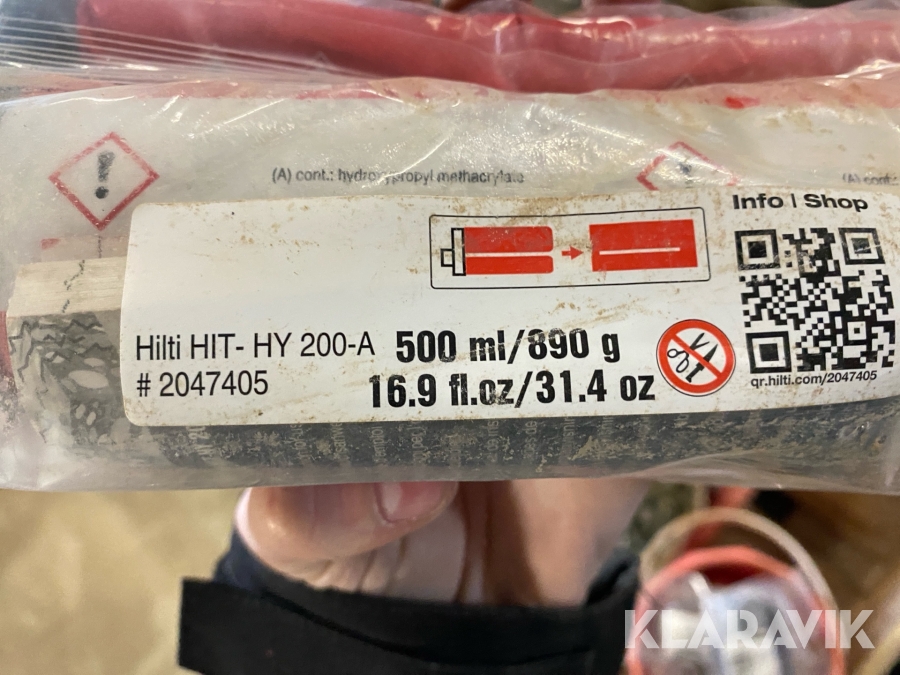 (A) cont.: hydroxypropyl methacrylate
(A) cont.:
Info | Shop
Hilti HIT- HY 200-A 500 ml/890 g
# 2047405 16.9 fl.oz/31.4 oz
qr.hilti.com/2047405
KLARAVIK